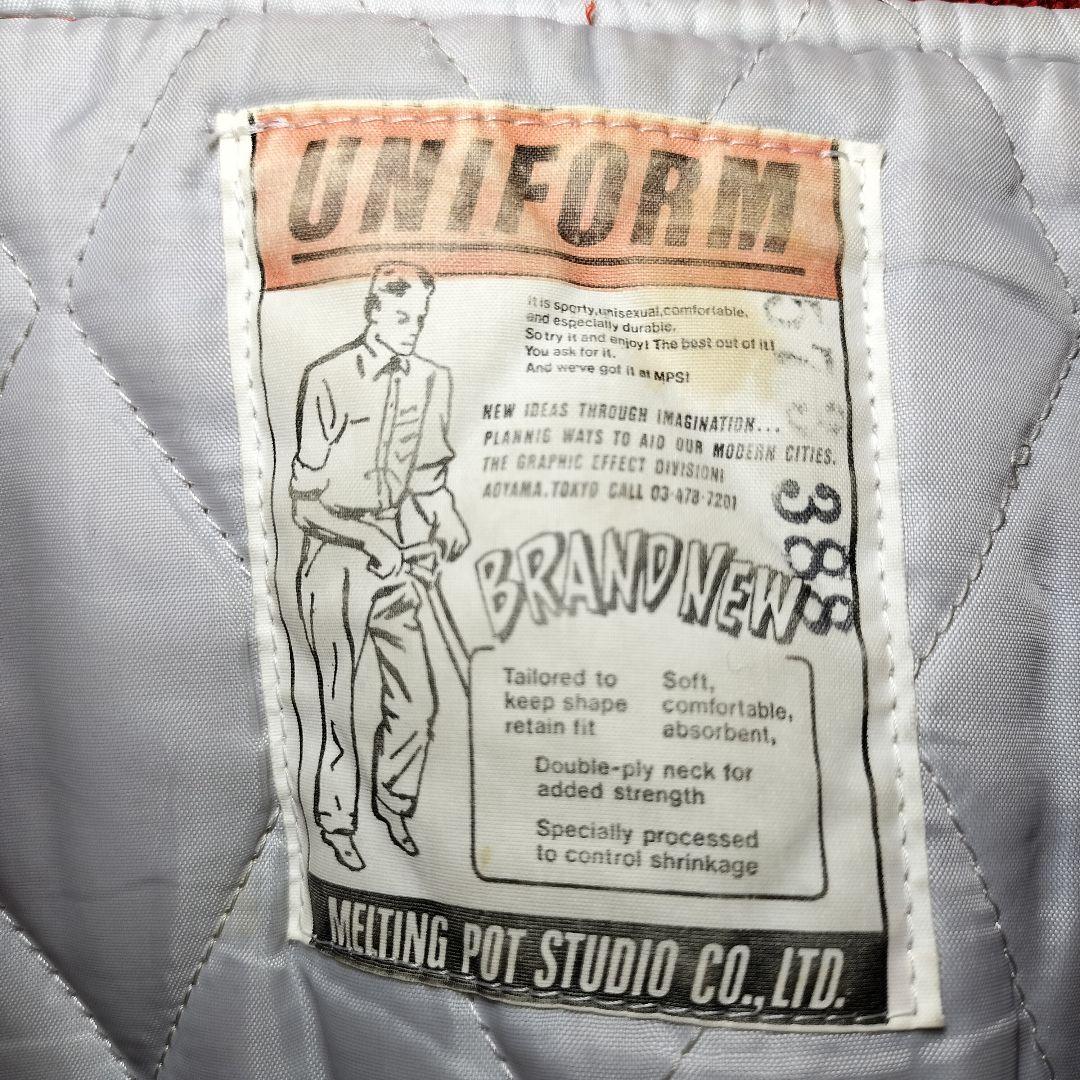 UNIFORM
It is sporty,unisexual,comfortable,
and especially durable.
So try it and enjoy! The best out of it!
You ask for it.
And we've got it at MPS!
NEW IDEAS THROUGH IMAGINATION...
PLANNIG WAYS TO AID OUR MODERN CITIES.
THE GRAPHIC EFFECT DIVISION!
AOYAMA.TOKYO CALL 03-478-7201
388
BRAND NEW
Tailored to
keep shape
retain fit
Soft,
comfortable,
absorbent,
Double-ply neck for
added strength
Specially processed
to control shrinkage
MELTING POT STUDIO CO., LTD.